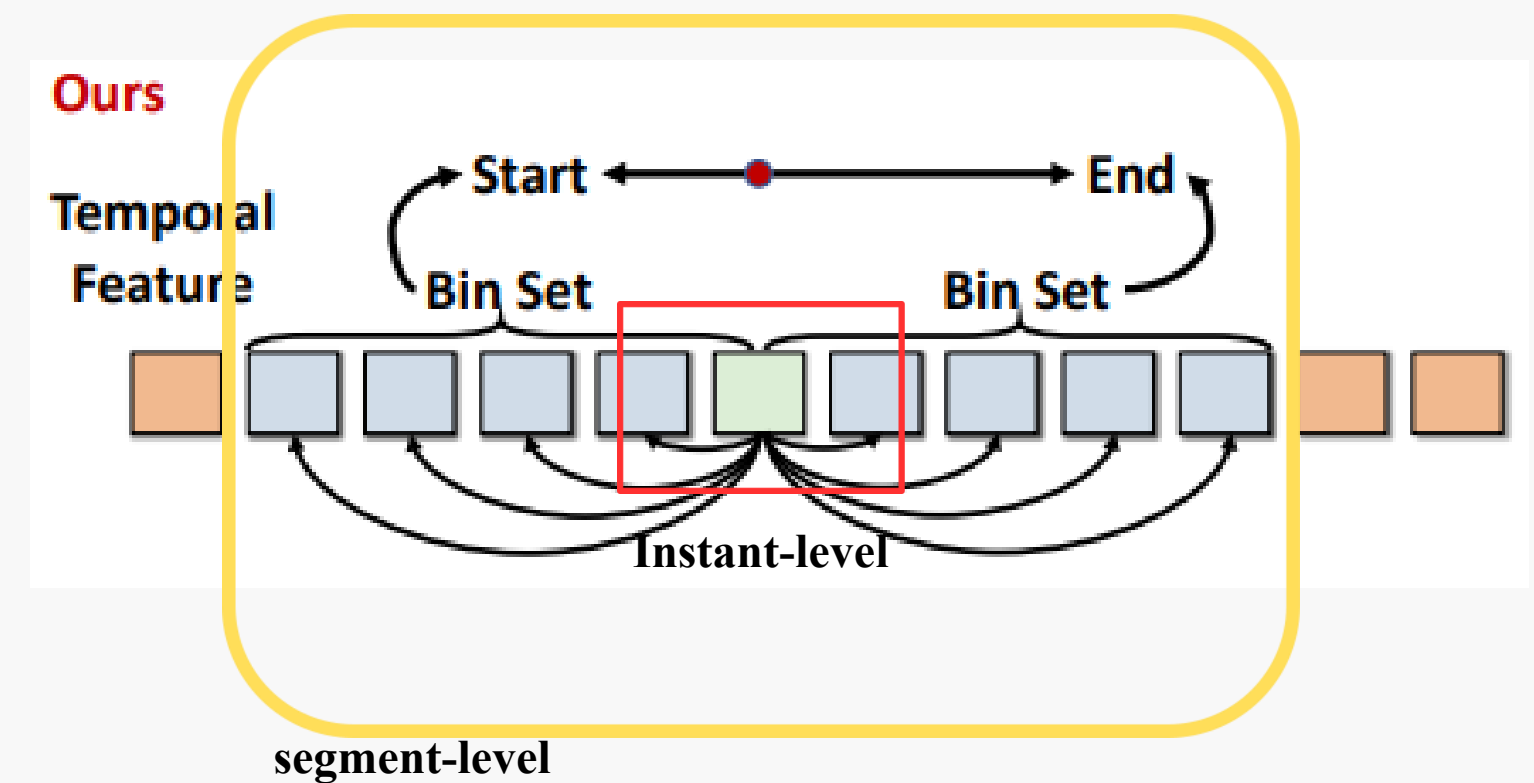 Ours
Start
End
Temporal
Feature
Bin Set
Bin Set
Instant-level
segment-level